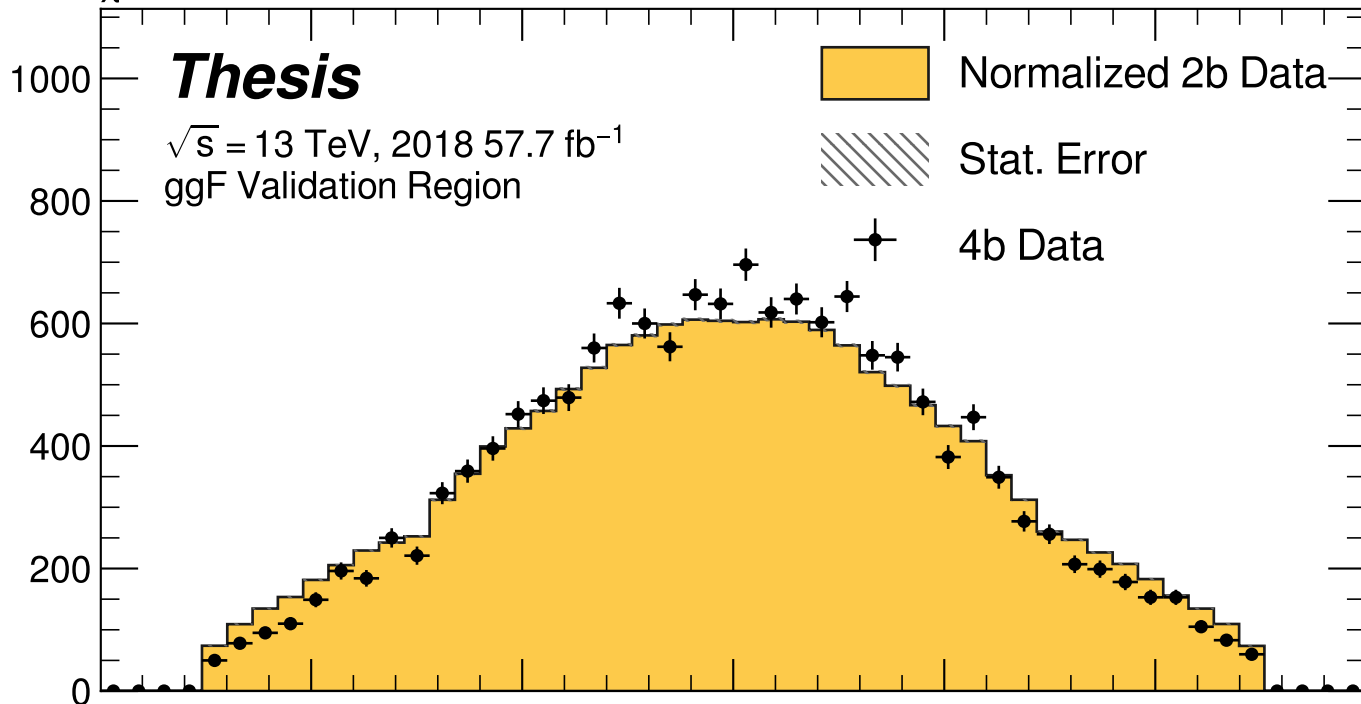 Thesis
√s = 13 TeV, 2018 57.7 fb⁻¹
ggF Validation Region
Normalized 2b Data
Stat. Error
4b Data
1000
800
600
400
200
0